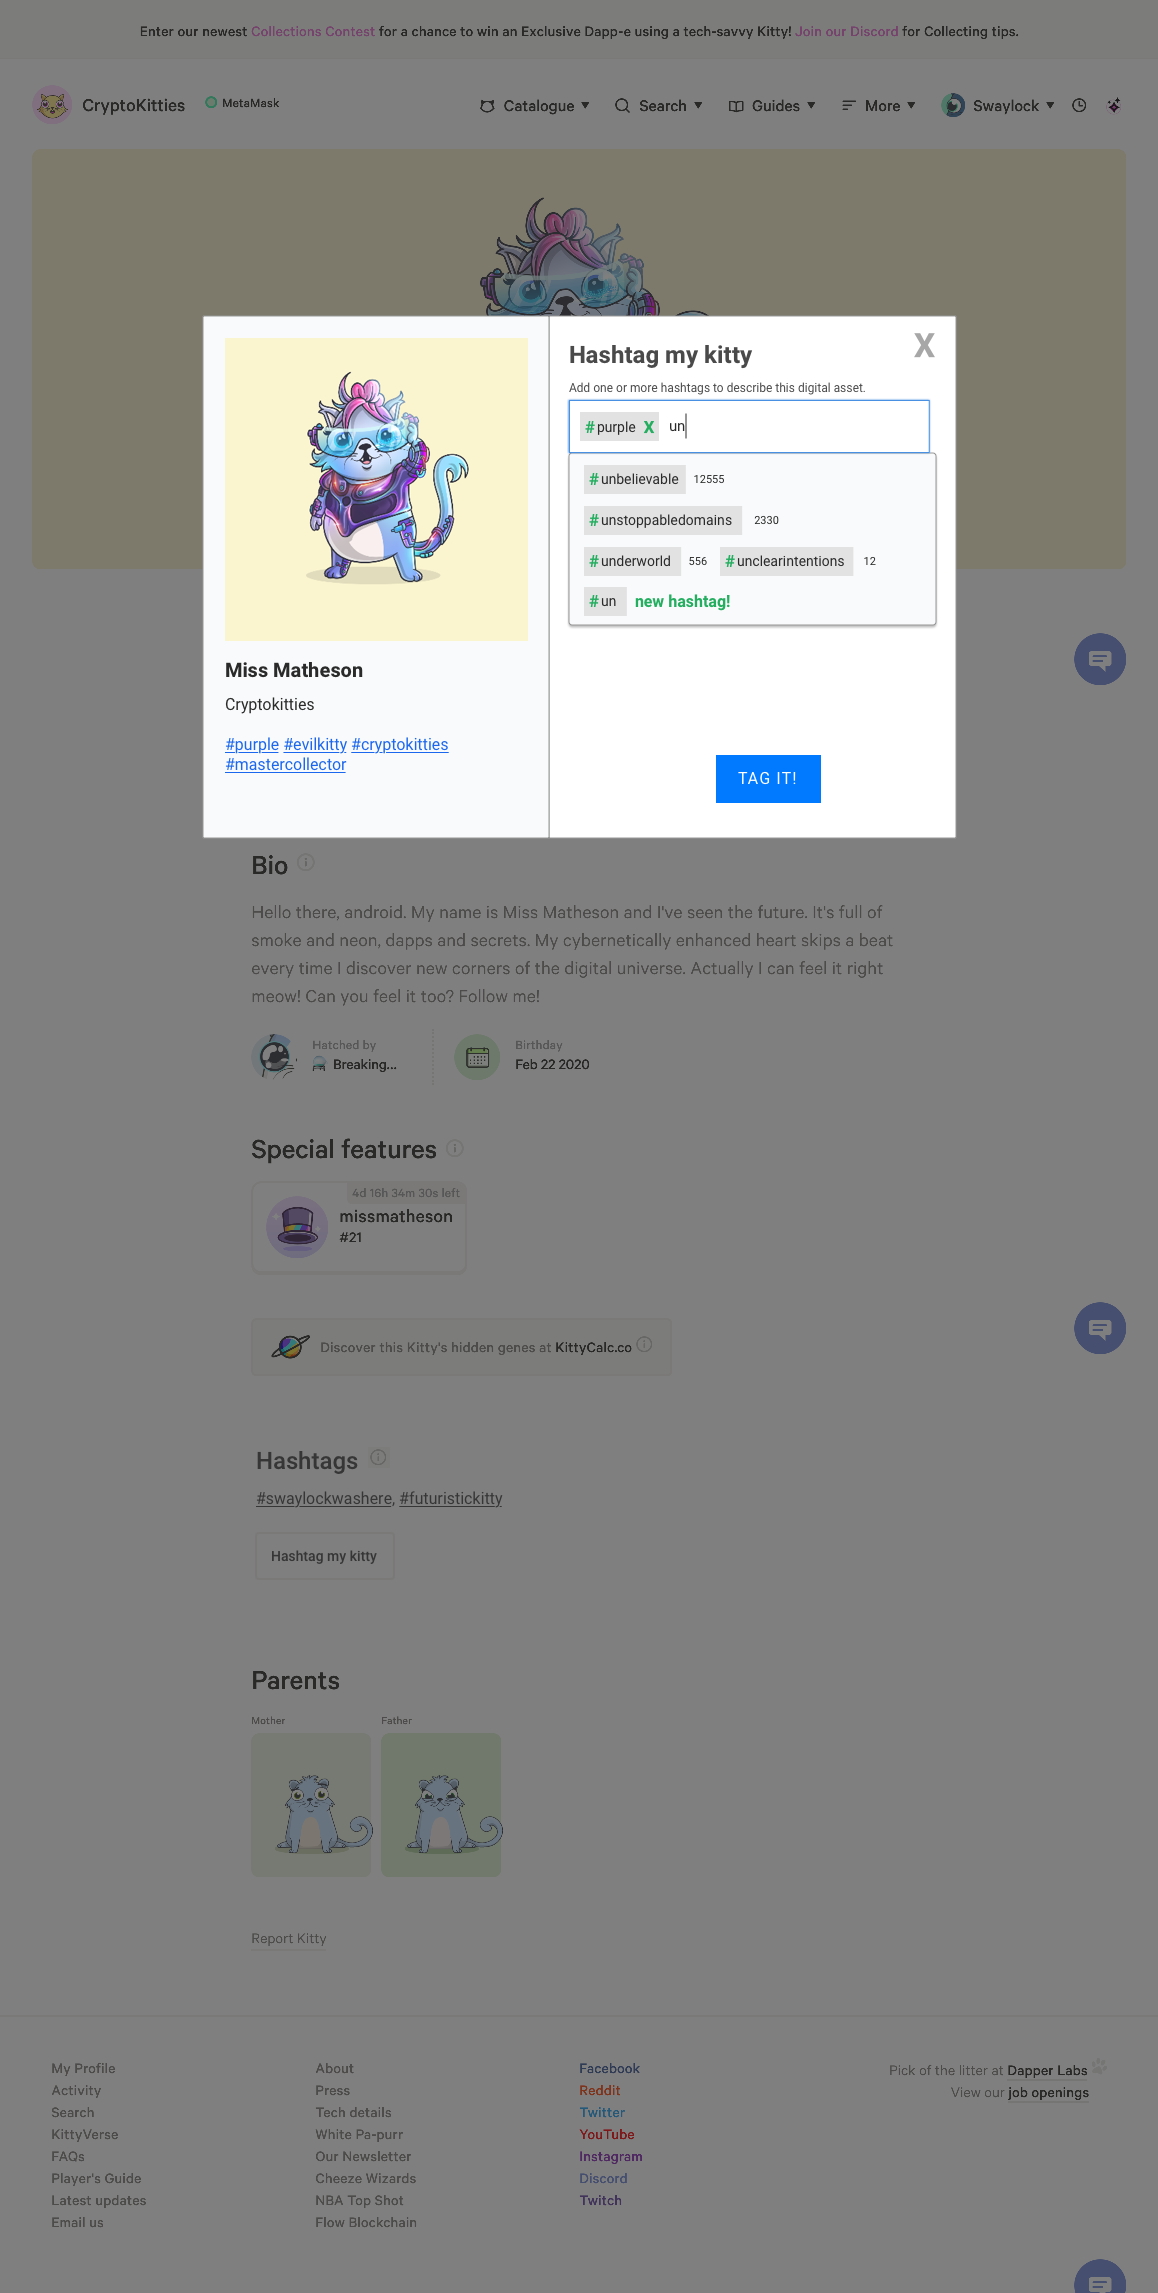 Enter our newest Collections Contest for a chance to win an Exclusive Dapp-e using a tech-savvy Kitty! Join our Discord for Collecting tips.
CryptoKitties
MetaMask
Catalogue
Search
Guides
More
Swaylock
Hashtag my kitty
X
Add one or more hashtags to describe this digital asset.
#purple X un
#unbelievable 12555
#unstoppabledomains 2330
#underworld 556 #unclearintentions 12
#un new hashtag!
TAG IT!
Miss Matheson
Cryptokitties
#purple #evilkitty #cryptokitties
#mastercollector
Bio
Hello there, android. My name is Miss Matheson and I've seen the future. It's full of
smoke and neon, dapps and secrets. My cybernetically enhanced heart skips a beat
every time I discover new corners of the digital universe. Actually I can feel it right
meow! Can you feel it too? Follow me!
Hatched by
Breaking...
Birthday
Feb 22 2020
Special features
4d 16h 34m 30s left
missmatheson
#21
Discover this Kitty's hidden genes at KittyCalc.co
Hashtags
#swaylockwashere, #futuristickitty
Hashtag my kitty
Parents
Mother
Father
Report Kitty
My Profile
Activity
Search
KittyVerse
FAQs
Player's Guide
Latest updates
Email us
About
Press
Tech details
White Pa-purr
Our Newsletter
Cheeze Wizards
NBA Top Shot
Flow Blockchain
Facebook
Reddit
Twitter
YouTube
Instagram
Discord
Twitch
Pick of the litter at Dapper Labs
View our job openings